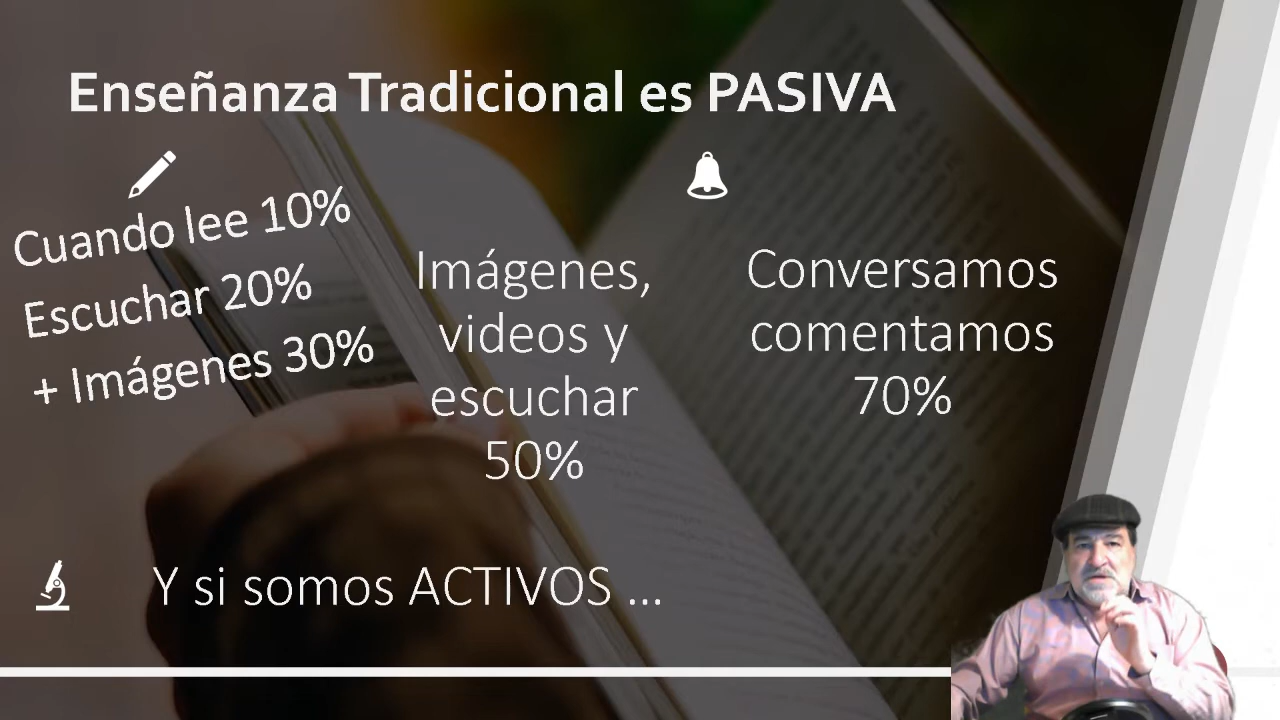 Enseñanza Tradicional es PASIVA
Cuando lee 10%
Escuchar 20%
+ Imágenes 30%
Imágenes,
videos y
escuchar
50%
Conversamos
comentamos
70%
Y si somos ACTIVOS ...